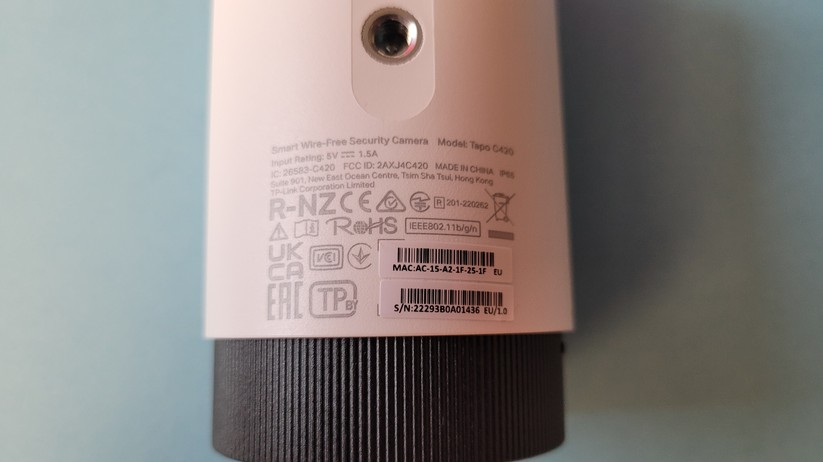 Smart Wire-Free Security Camera Model: Tapo C420
Input Rating: 5V 1.5A
IC: 26583-C420 FCC ID: 2AXJ4C420 MADE IN CHINA IP65
Suite 901, New East Ocean Centre, Tsim Sha Tsui, Hong Kong
TP-Link Corporation Limited
R-NZ CE R 201-220262
RoHS IEEE802.11b/g/n
UK
CA
MAC:AC-15-A2-1F-25-1F EU
EAC TP BY
S/N:22293B0A01436 EU/1.0